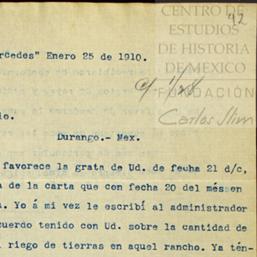 CENTRO DE
ESTUDIOS
DE HISTORIA
DE MEXICO
FUNDACIÓN
Carlos Slim
rcedes" Enero 25 de 1910.
io.
Durango.- Mex.
favorece la grata de Ud. de fecha 21 d/c,
a de la carta que con fecha 20 del més en
. Yo á mi vez le escribí al administrador
cuerdo tenido con Ud. sobre la cantidad de
riego de tierras en aquel rancho. Ya tén-